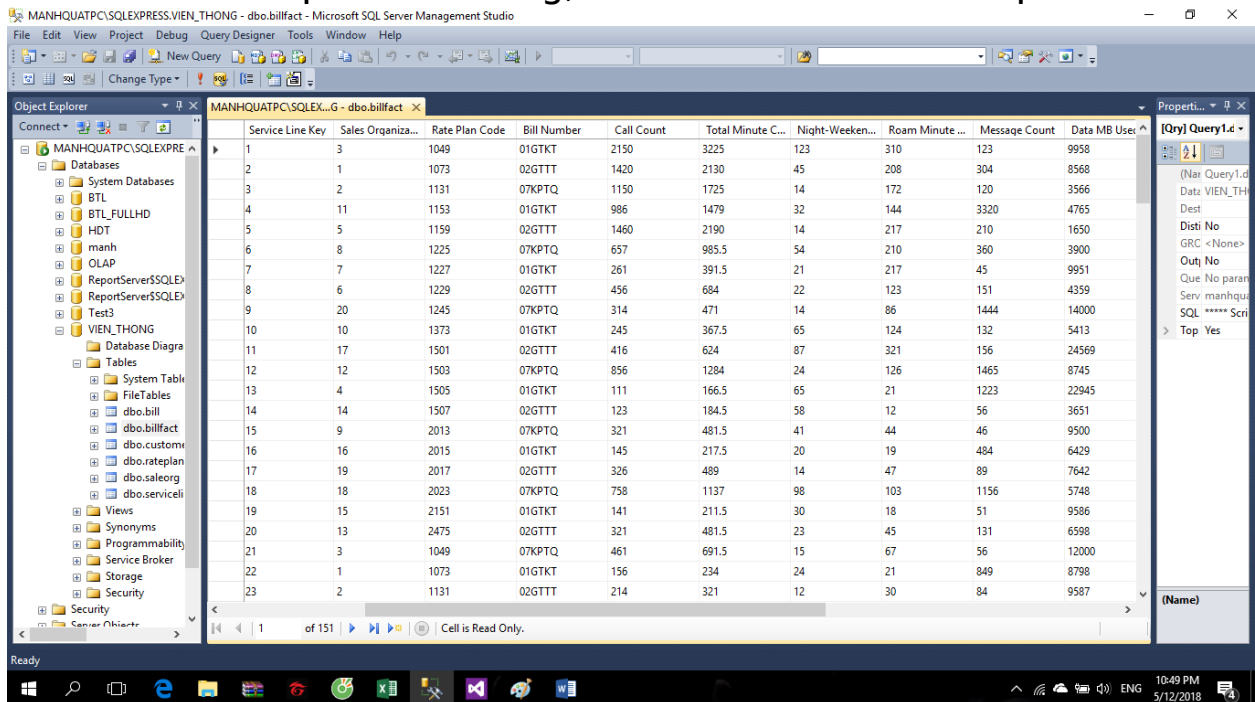 MANHQUATPC\SQLEXPRESS.VIEN_THONG - dbo.billfact - Microsoft SQL Server Management Studio
File Edit View Project Debug Query Designer Tools Window Help
New Query
Change Type
Object Explorer
Connect
MANHQUATPC\SQLEXPRE
Databases
System Databases
BTL
BTL_FULLHD
HDT
manh
OLAP
ReportServer$SQLEX
ReportServer$SQLEX
Test3
VIEN_THONG
Database Diagra
Tables
System Table
FileTables
dbo.bill
dbo.billfact
dbo.custome
dbo.rateplan
dbo.saleorg
dbo.serviceli
Views
Synonyms
Programmability
Service Broker
Storage
Security
Security
Server Objects
MANHQUATPC\SQLEX...G - dbo.billfact
Service Line Key Sales Organiza... Rate Plan Code Bill Number Call Count Total Minute C... Night-Weeken... Roam Minute ... Message Count Data MB Used
1 3 1049 01GTKT 2150 3225 123 310 123 9958
2 1 1073 02GTTT 1420 2130 45 208 304 8568
3 2 1131 07KPTQ 1150 1725 14 172 120 3566
4 11 1153 01GTKT 986 1479 32 144 3320 4765
5 5 1159 02GTTT 1460 2190 14 217 210 1650
6 8 1225 07KPTQ 657 985.5 54 210 360 3900
7 7 1227 01GTKT 261 391.5 21 217 45 9951
8 6 1229 02GTTT 456 684 22 123 151 4359
9 20 1245 07KPTQ 314 471 14 86 1444 14000
10 10 1373 01GTKT 245 367.5 65 124 132 5413
11 17 1501 02GTTT 416 624 87 321 156 24569
12 12 1503 07KPTQ 856 1284 24 126 1465 8745
13 4 1505 01GTKT 111 166.5 65 21 1223 22945
14 14 1507 02GTTT 123 184.5 58 12 56 3651
15 9 2013 07KPTQ 321 481.5 41 44 46 9500
16 16 2015 01GTKT 145 217.5 20 19 484 6429
17 19 2017 02GTTT 326 489 14 47 89 7642
18 18 2023 07KPTQ 758 1137 98 103 1156 5748
19 15 2151 01GTKT 141 211.5 30 18 51 9586
20 13 2475 02GTTT 321 481.5 23 45 131 6598
21 3 1049 07KPTQ 461 691.5 15 67 56 12000
22 1 1073 01GTKT 156 234 24 21 849 8798
23 2 1131 02GTTT 214 321 12 30 84 9587
1 of 151 Cell is Read Only.
Properti...
[Qry] Query1.d
(Nar Query1.d
Data VIEN_TH
Dest
Disti No
GRC <None>
Outp No
Que No param
Serv manhqua
SQL ***** Scri
Top Yes
(Name)
Ready
ENG
10:49 PM
5/12/2018
4